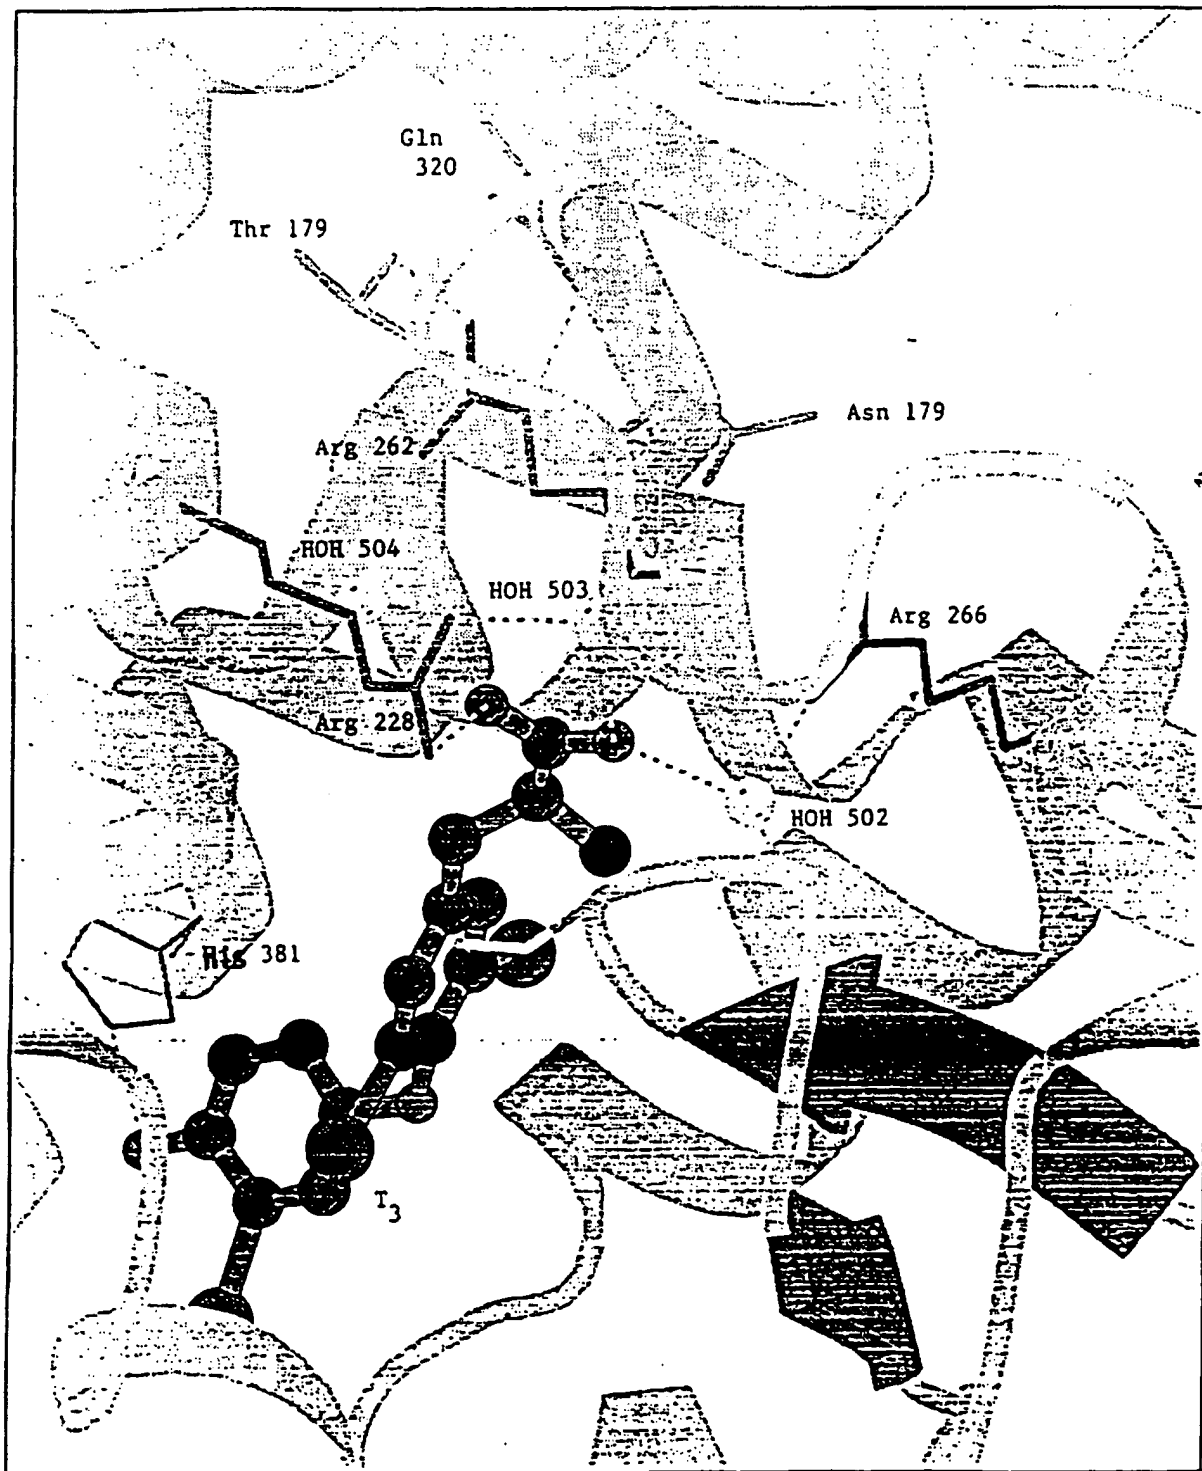 Gln
320
Thr 179
Asn 179
Arg 262
HOH 504
HOH 503
Arg 266
Arg 228
HOH 502
His 381
T3